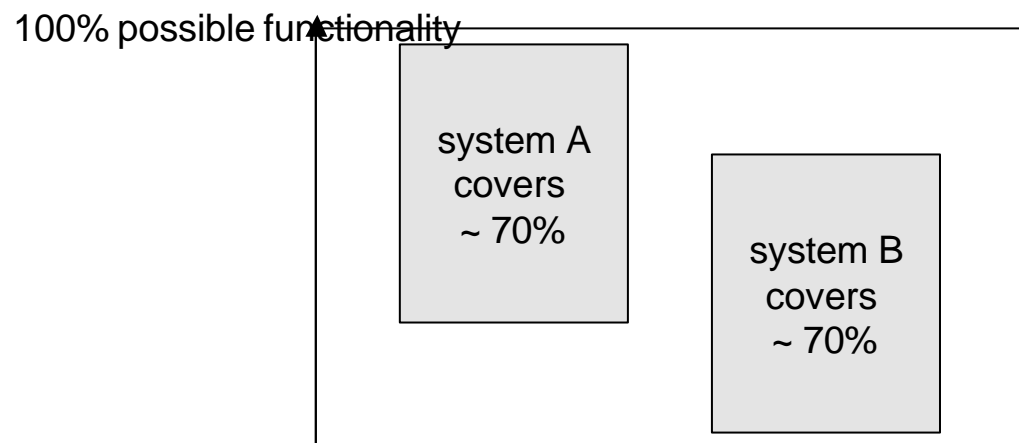 100% possible functionality
system A
covers
~ 70%
system B
covers
~ 70%